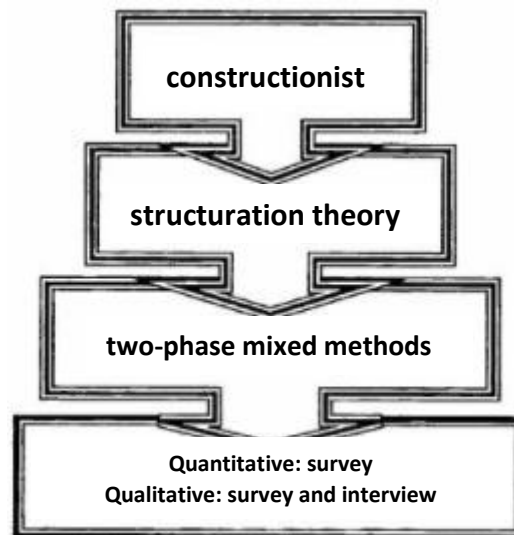 constructionist
structuration theory
two-phase mixed methods
Quantitative: survey
Qualitative: survey and interview